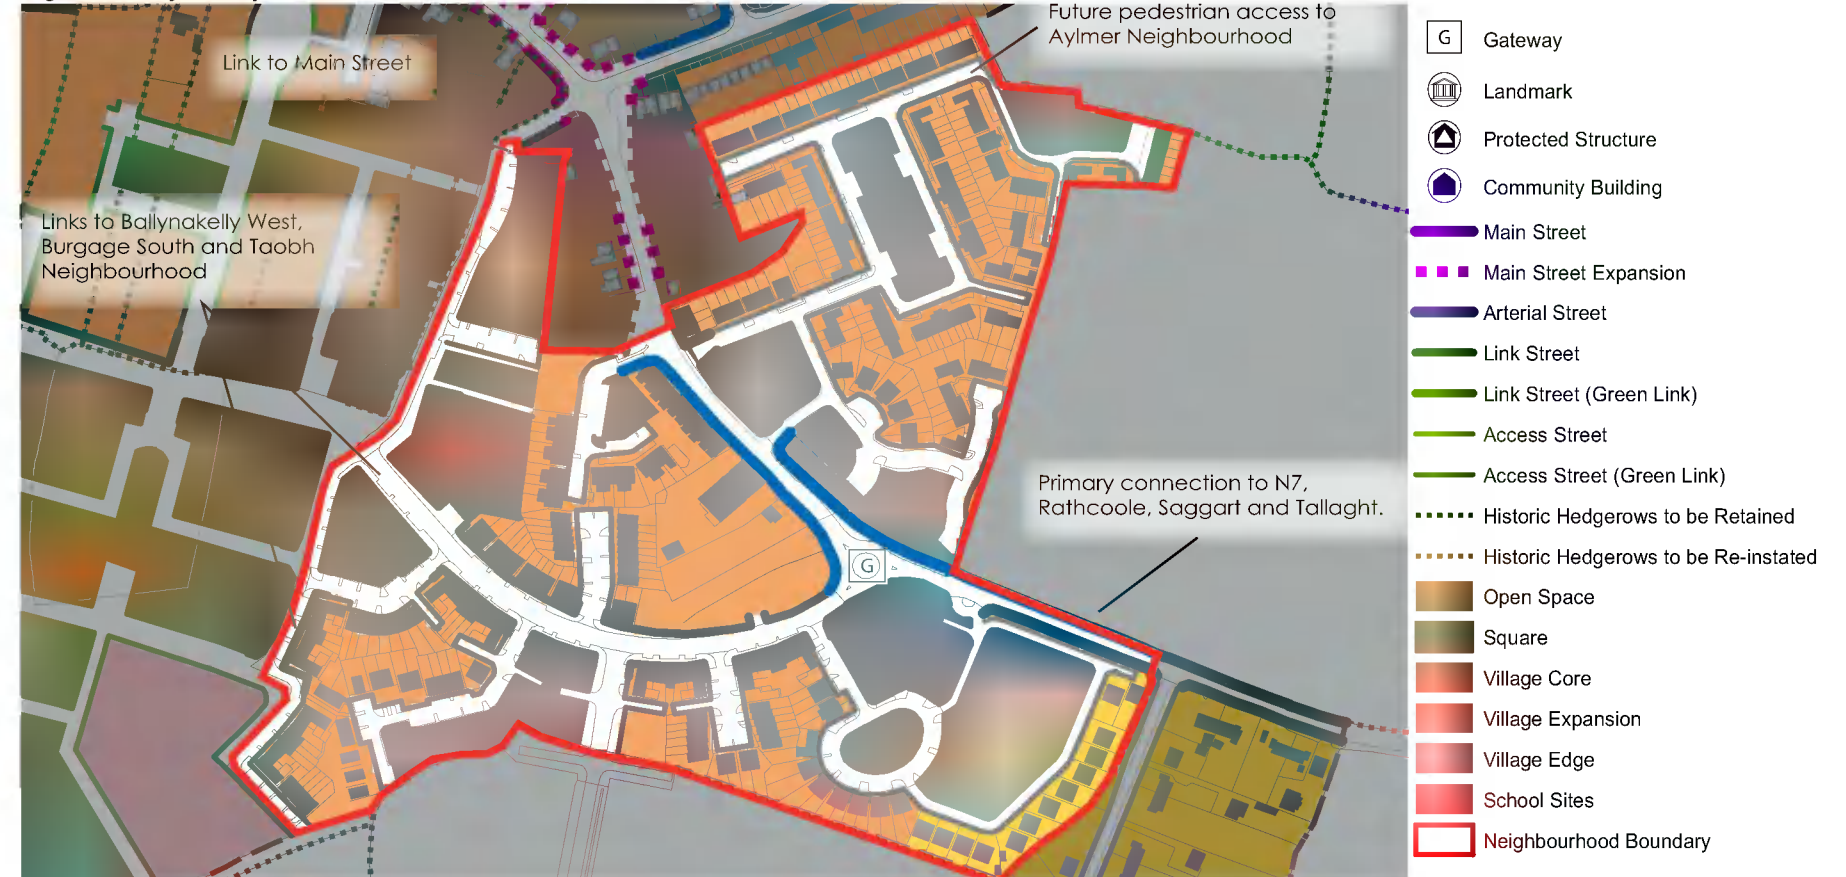 Future pedestrian access to
Aylmer Neighbourhood
Link to Main Street
Links to Ballynakelly West,
Burgage South and Taobh
Neighbourhood
Primary connection to N7,
Rathcoole, Saggart and Tallaght.
G
G
Gateway
Landmark
Protected Structure
Community Building
Main Street
Main Street Expansion
Arterial Street
Link Street
Link Street (Green Link)
Access Street
Access Street (Green Link)
Historic Hedgerows to be Retained
Historic Hedgerows to be Re-instated
Open Space
Square
Village Core
Village Expansion
Village Edge
School Sites
Neighbourhood Boundary